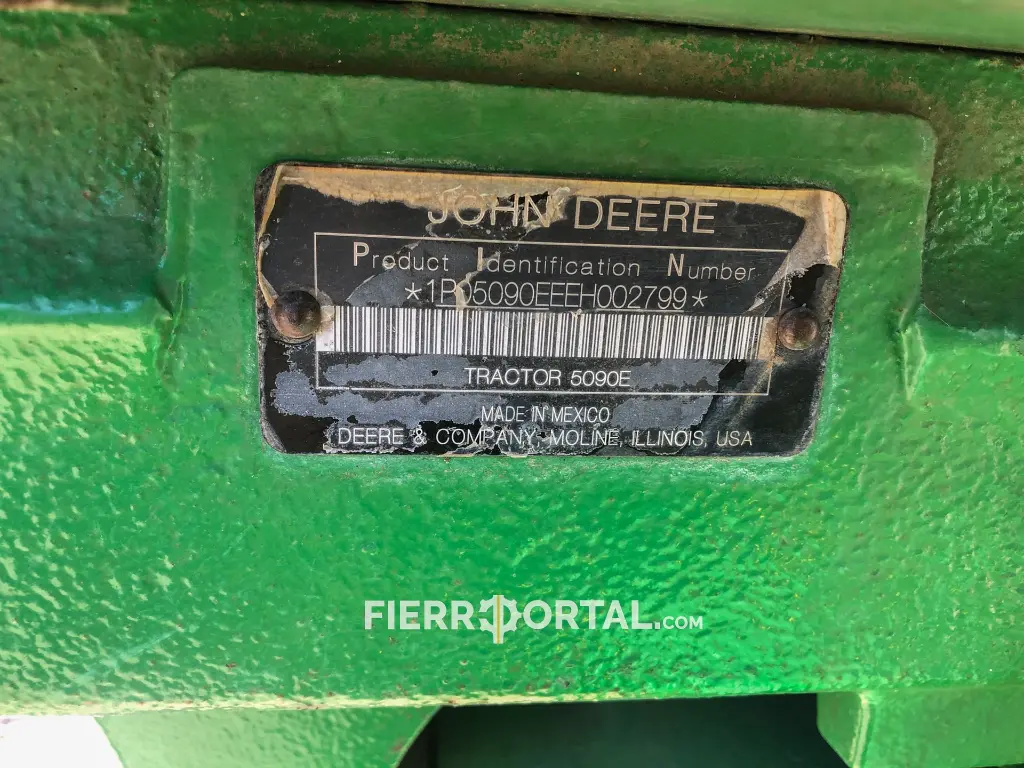 JOHN DEERE
Product Identification Number
*1P05090EEEH002799*
TRACTOR 5090E
MADE IN MEXICO
DEERE & COMPANY, MOLINE, ILLINOIS, USA
FIERROPORTAL.COM